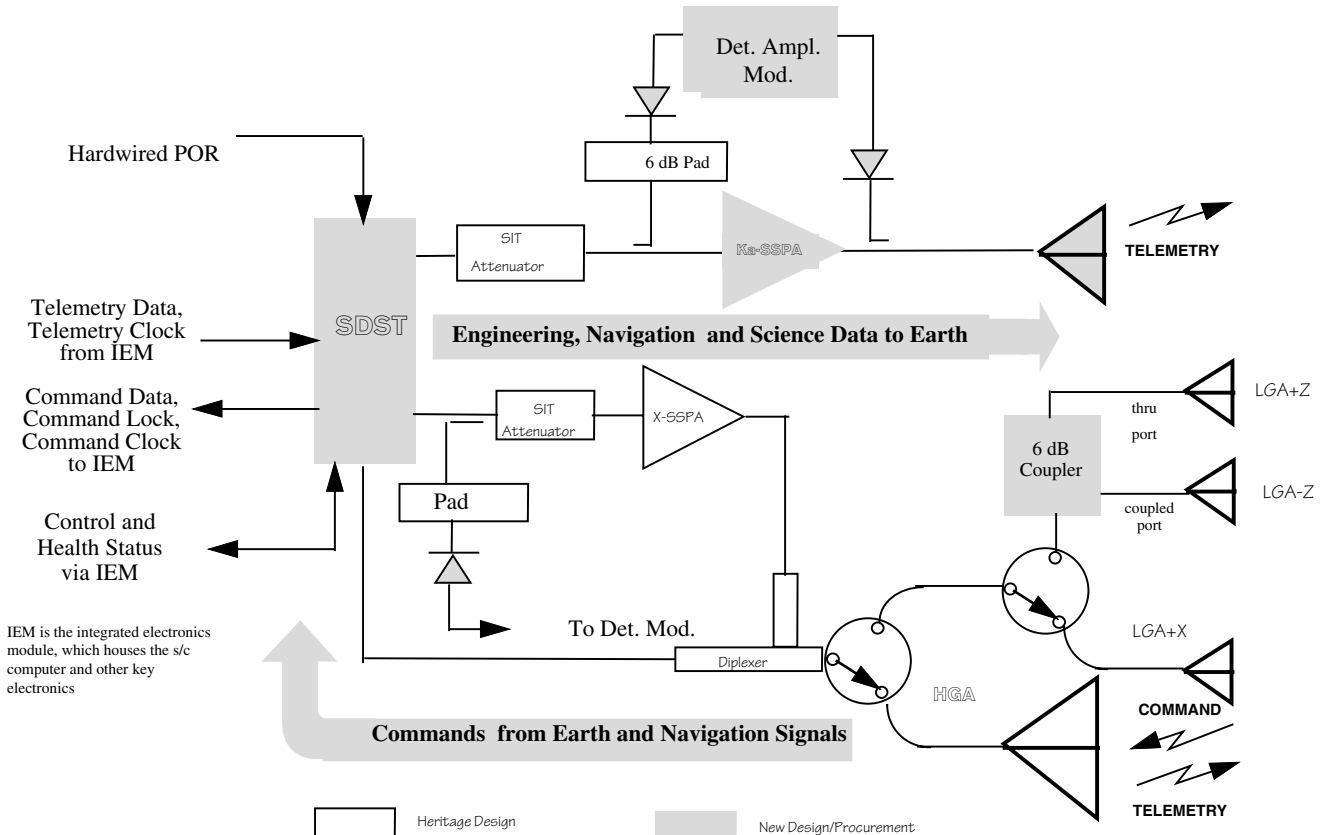 Det. Ampl.
Mod.
Hardwired POR
6 dB Pad
SIT
Attenuator
Ka-SSPA
TELEMETRY
Telemetry Data,
Telemetry Clock
from IEM
SDST
Engineering, Navigation and Science Data to Earth
Command Data,
Command Lock,
Command Clock
to IEM
SIT
Attenuator
X-SSPA
thru
port
LGA+Z
6 dB
Coupler
Pad
coupled
port
LGA-Z
Control and
Health Status
via IEM
IEM is the integrated electronics
module, which houses the s/c
computer and other key
electronics
To Det. Mod.
Diplexer
LGA+X
HGA
COMMAND
Commands from Earth and Navigation Signals
TELEMETRY
Heritage Design
New Design/Procurement